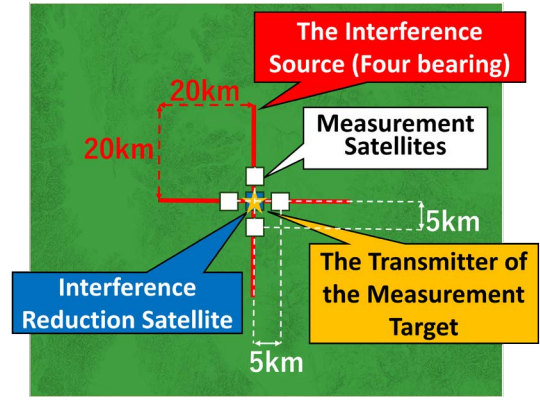 The Interference
Source (Four bearing)
20km
20km
Measurement
Satellites
5km
Interference
Reduction Satellite
The Transmitter of
the Measurement
Target
5km